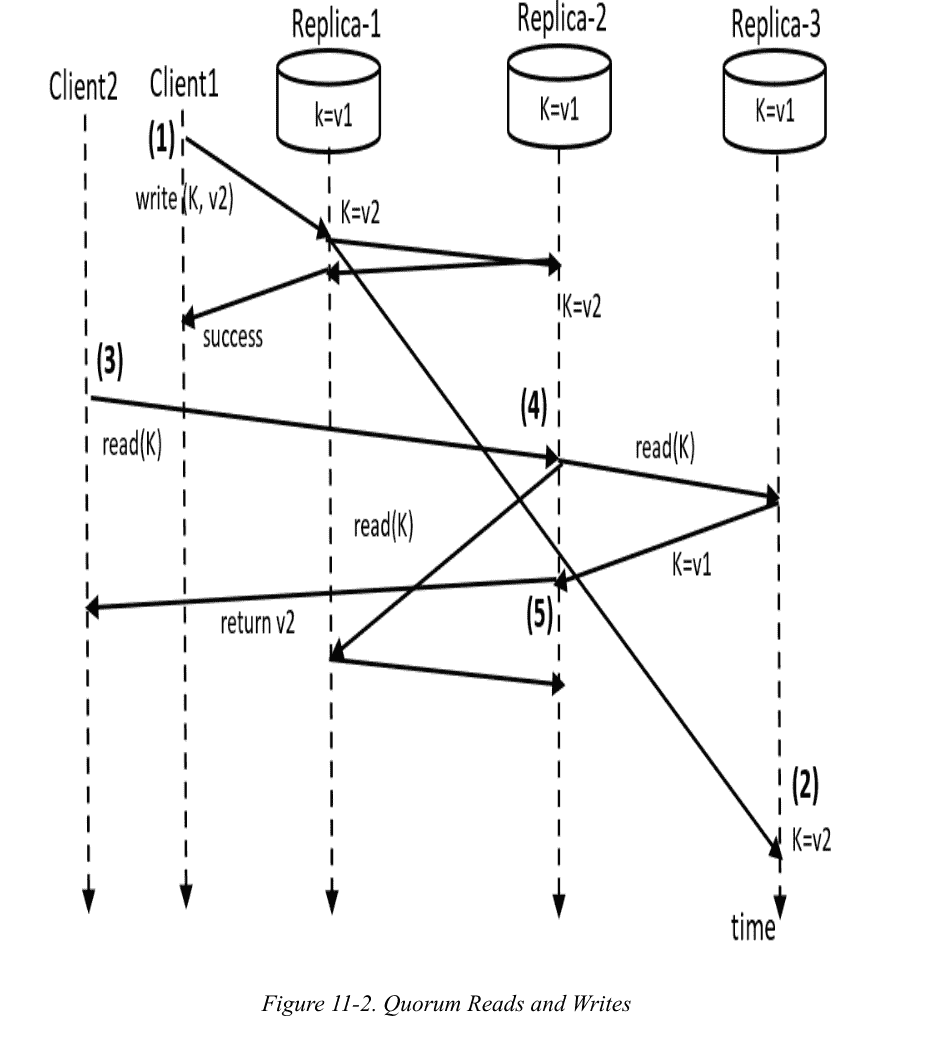 Replica-1
Replica-2
Replica-3
Client2
Client1
k=v1
K=v1
K=v1
(1)
write (K, v2)
K=v2
K=v2
success
(3)
(4)
read(K)
read(K)
read(K)
K=v1
return v2
(5)
(2)
K=v2
time
Figure 11-2. Quorum Reads and Writes